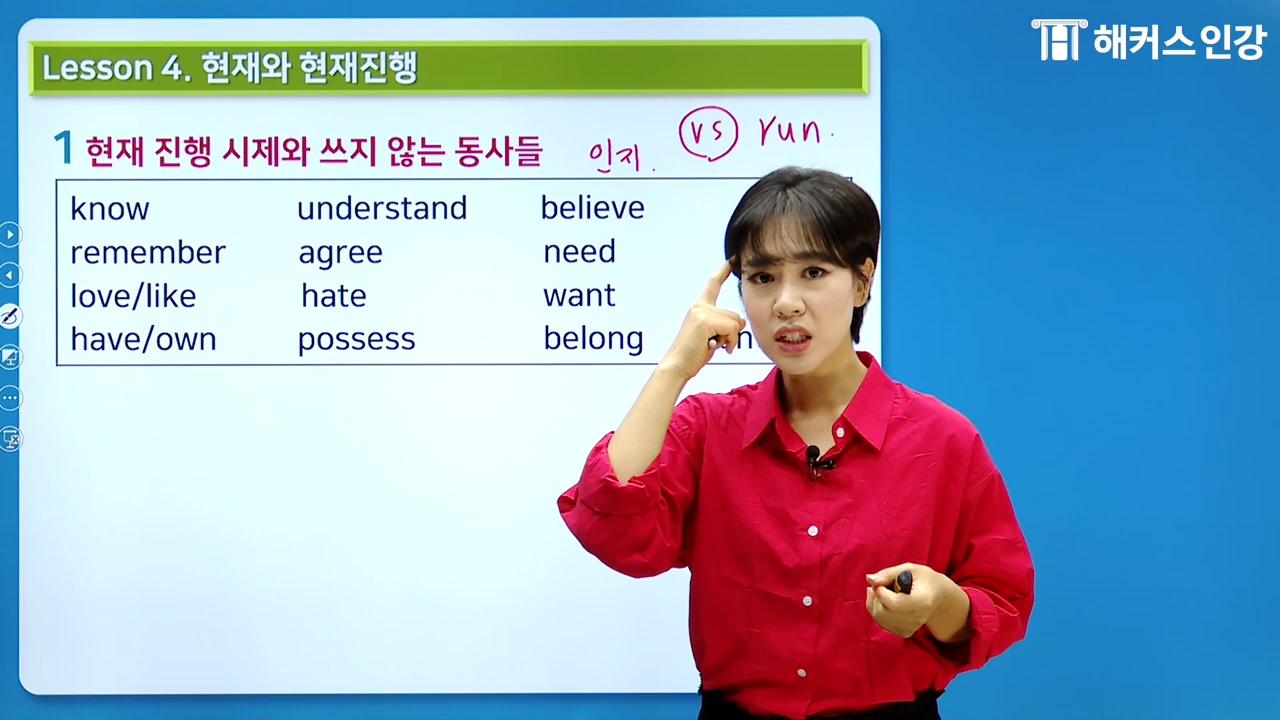 해커스인강
Lesson 4. 현재와 현재진행
1 현재 진행 시제와 쓰지 않는 동사들
인지. vs run.
know understand believe
remember agree need
love/like hate want
have/own possess belong